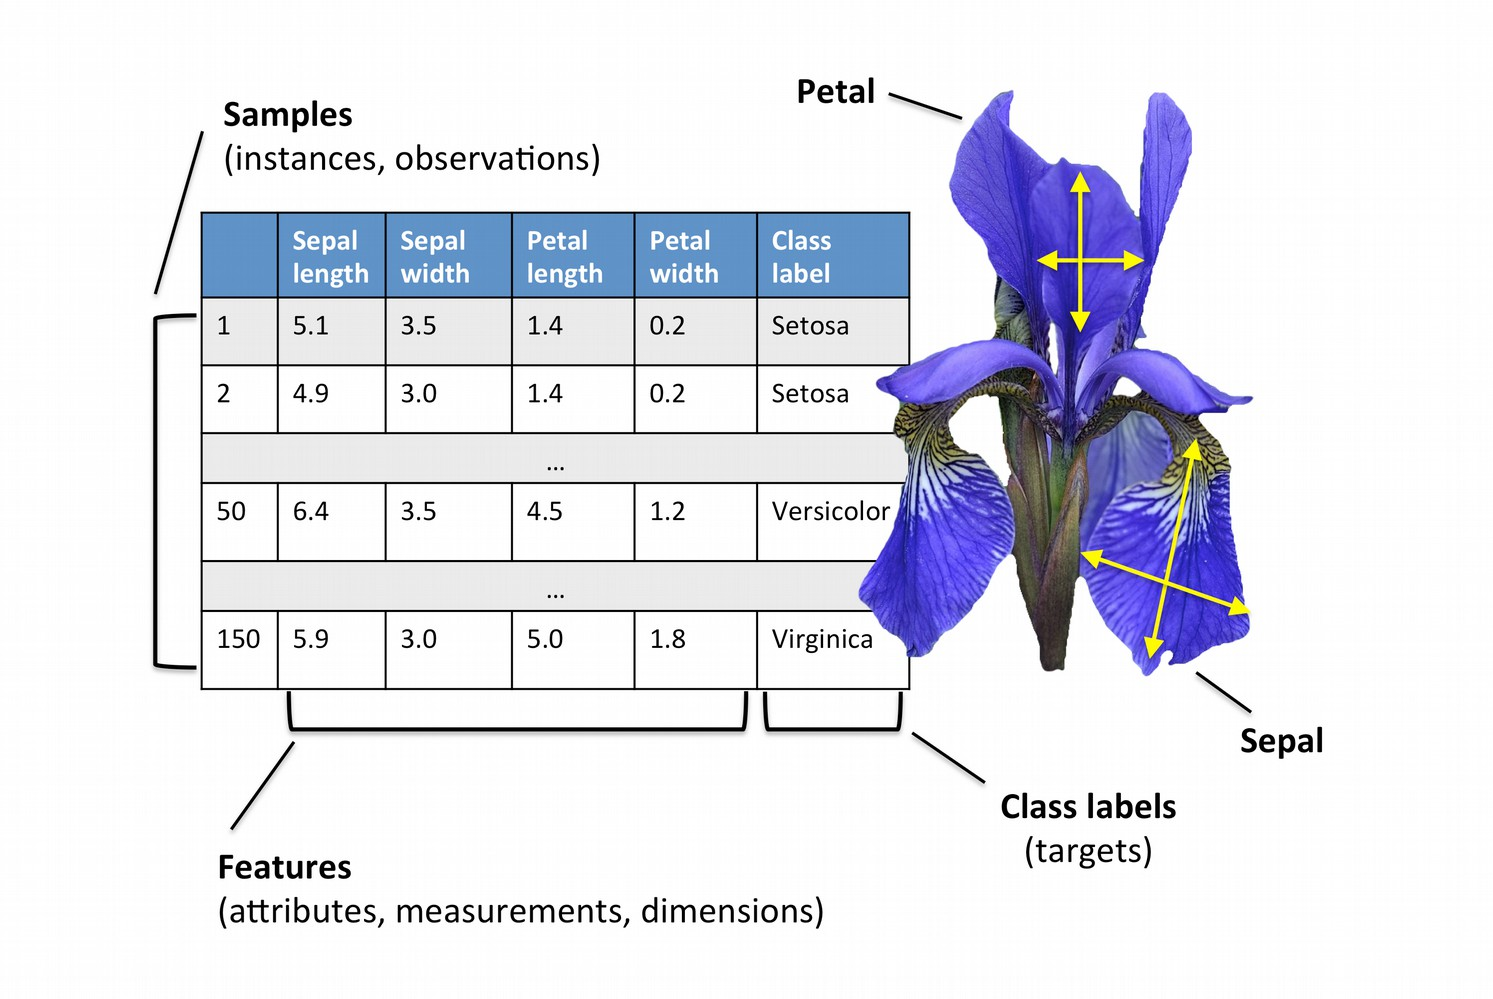 Petal
Samples
(instances, observations)
Sepal length
Sepal width
Petal length
Petal width
Class label
1 5.1 3.5 1.4 0.2 Setosa
2 4.9 3.0 1.4 0.2 Setosa
...
50 6.4 3.5 4.5 1.2 Versicolor
...
150 5.9 3.0 5.0 1.8 Virginica
Sepal
Class labels
(targets)
Features
(attributes, measurements, dimensions)